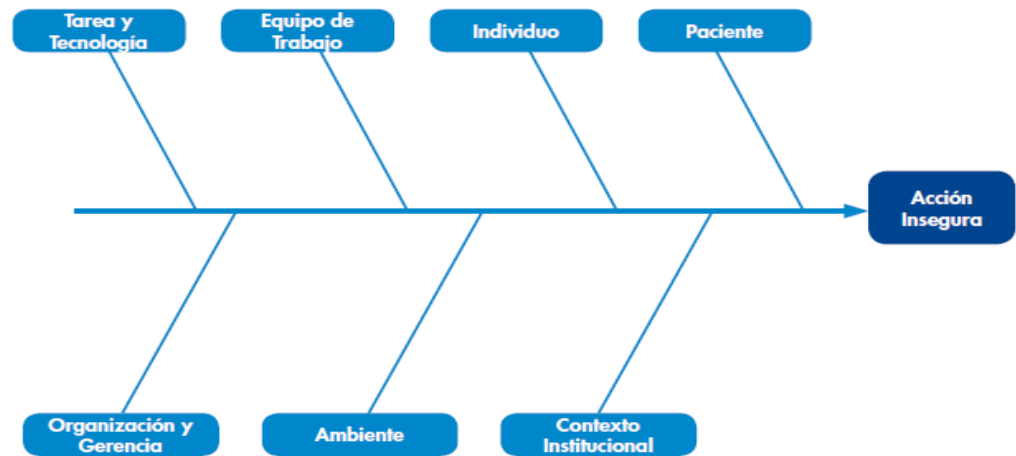 Tarea y
Tecnología
Equipo de
Trabajo
Individuo
Paciente
Acción
Insegura
Organización y
Gerencia
Ambiente
Contexto
Institucional